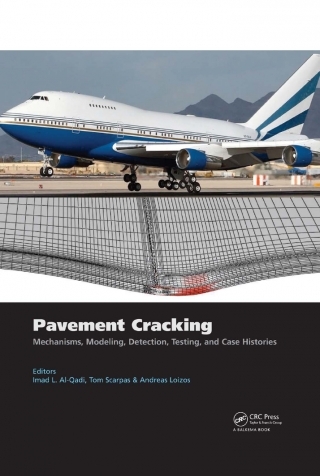 Pavement Cracking
Mechanisms, Modeling, Detection, Testing, and Case Histories
Editors
Imad L. Al-Qadi, Tom Scarpas & Andreas Loizos
CRC Press
Taylor & Francis Group
A BALKEMA BOOK